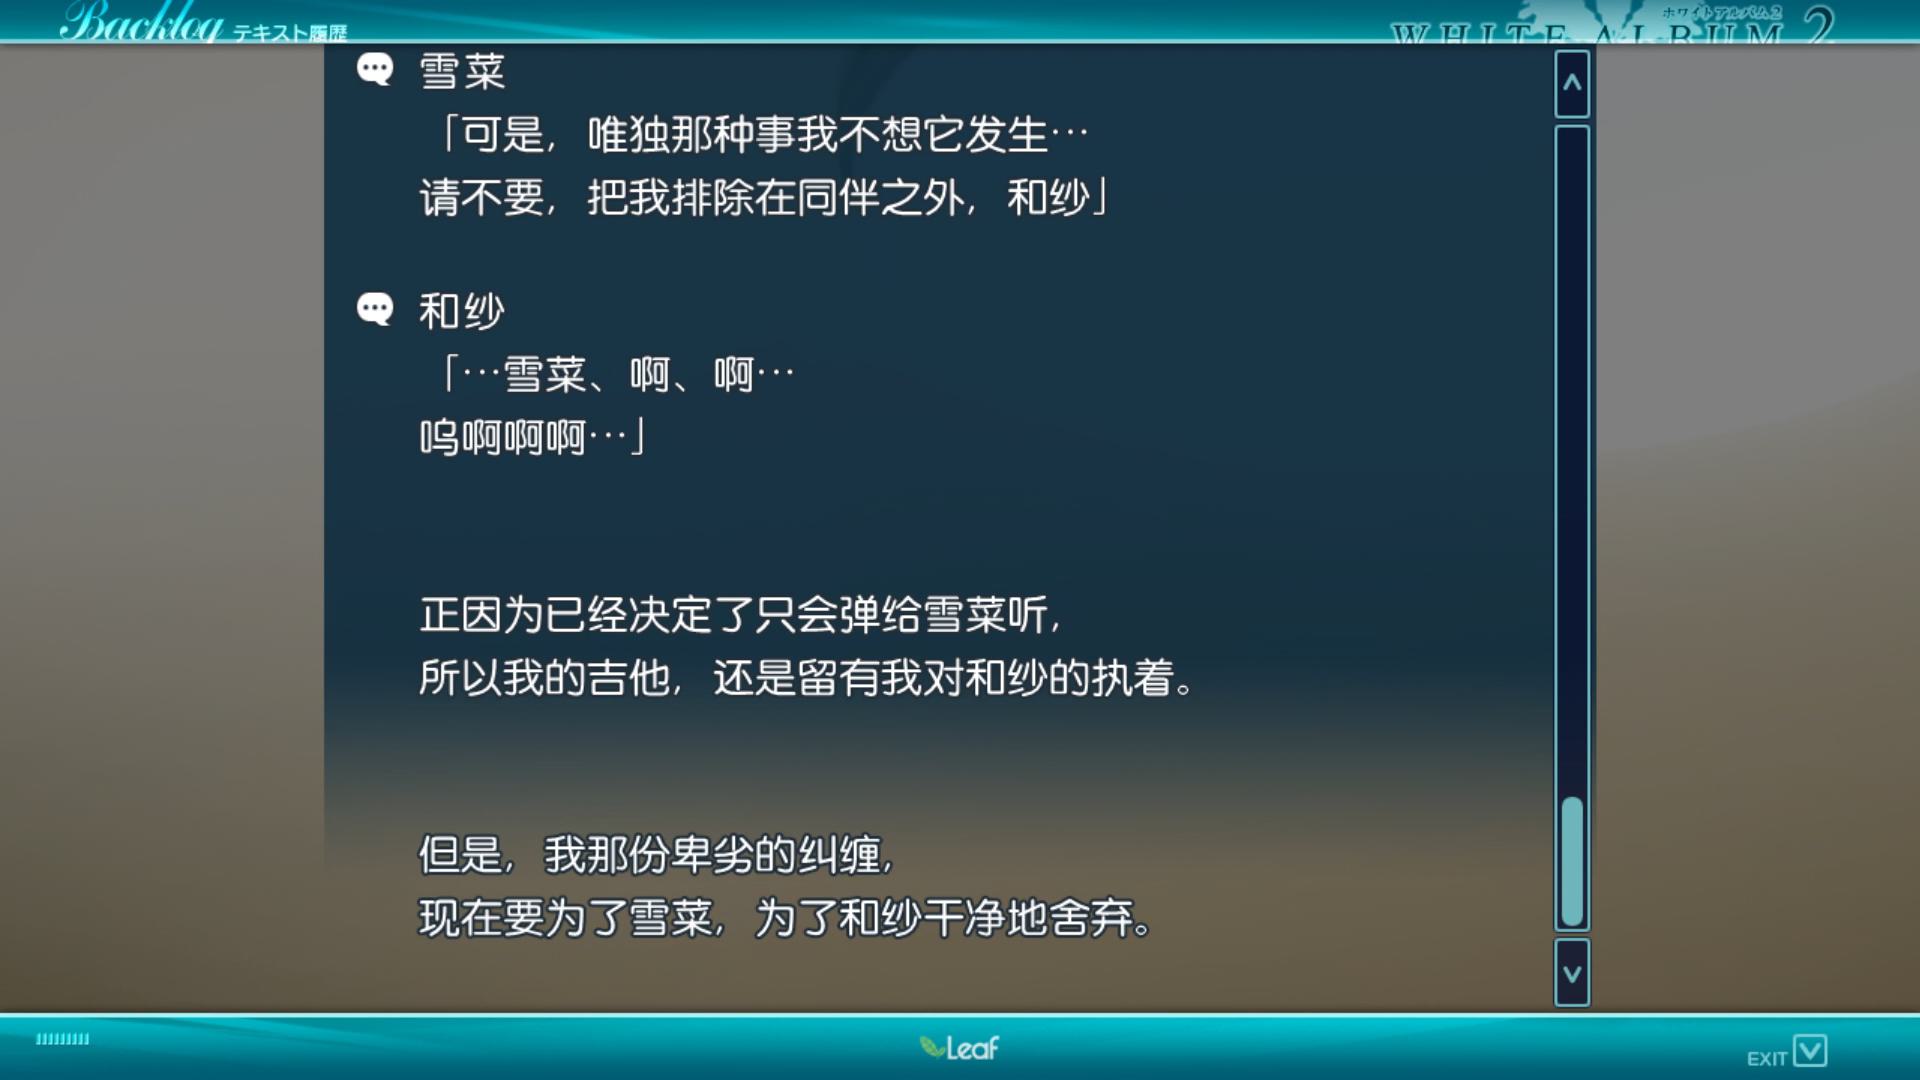 Backlog テキスト履歴
ホワイトアルバム2
WHITE ALBUM 2
雪菜
「可是，唯独那种事我不想它发生…
请不要，把我排除在同伴之外，和纱」
和纱
「…雪菜、啊、啊…
呜啊啊啊…」
正因为已经决定了只会弹给雪菜听，
所以我的吉他，还是留有我对和纱的执着。
但是，我那份卑劣的纠缠，
现在要为了雪菜，为了和纱干净地舍弃。
Leaf
EXIT